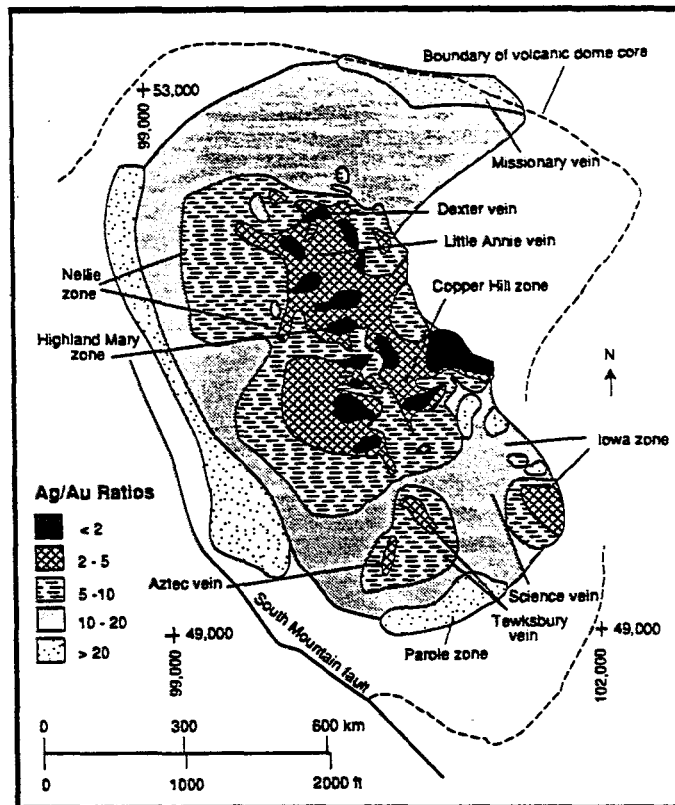 Boundary of volcanic dome core
+ 53,000
99,000
Missionary vein
Dexter vein
Little Annie vein
Nellie
zone
Copper Hill zone
Highland Mary
zone
N
Iowa zone
Ag/Au Ratios
< 2
2 - 5
5 -10
10 - 20
> 20
Aztec vein
Science vein
Tewksbury
vein
Parole zone
South Mountain fault
+ 49,000
99,000
+ 49,000
102,000
0 300 600 km
0 1000 2000 ft